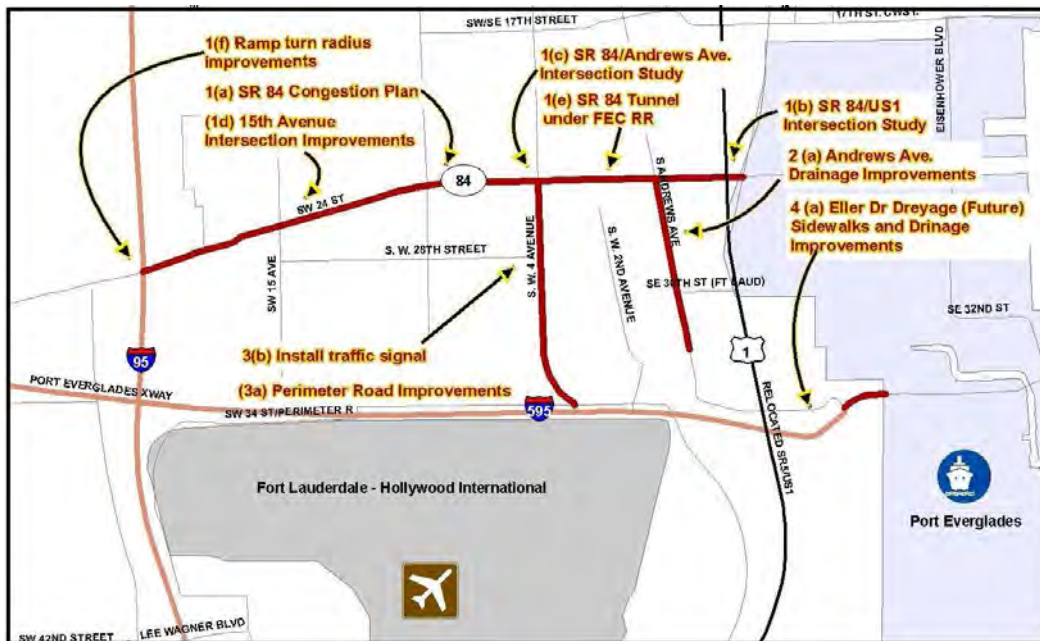 SW/SE 17TH STREET
17TH ST. CWS1.
EISENHOWER BLVD
1(f) Ramp turn radius
improvements
1(a) SR 84 Congestion Plan
(1d) 15th Avenue
Intersection Improvements
1(c) SR 84/Andrews Ave.
Intersection Study
1(e) SR 84 Tunnel
under FEC RR
1(b) SR 84/US1
Intersection Study
2 (a) Andrews Ave.
Drainage Improvements
4 (a) Eller Dr Dreyage (Future)
Sidewalks and Drinage
Improvements
84
SW 24 ST
S ANDREWS AVE
S. W. 28TH STREET
SW 15 AVE
S. W. 4 AVENUE
S. W. 2ND AVENUE
SE 30TH ST (FT LAUD)
SE 32ND ST
3(b) Install traffic signal
(3a) Perimeter Road Improvements
95
1
PORT EVERGLADES XWAY
SW 34 ST/PERIMETER R
595
RELOCATED SR5/US1
Fort Lauderdale - Hollywood International
Port Everglades
SW 42ND STREET
LEE WAGNER BLVD